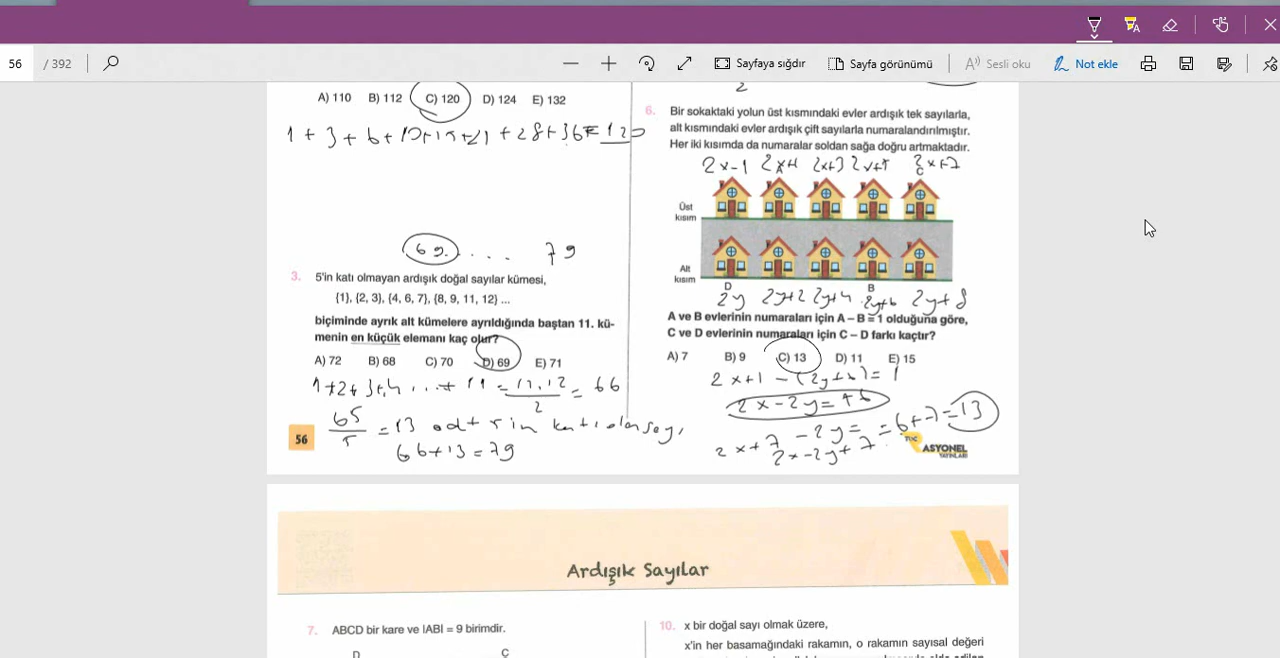 56 / 392
Sayfaya sığdır
Sayfa görünümü
Sesli oku
Not ekle
A) 110 B) 112 C) 120 D) 124 E) 132
1 + 3 + 6 + 10 + 15 + 21 + 28 + 36 = 120
69. ... 79
3. 5'in katı olmayan ardışık doğal sayılar kümesi,
{1}, {2, 3}, {4, 6, 7}, {8, 9, 11, 12} ...
biçiminde ayrık alt kümelere ayrıldığında baştan 11. kü-
menin en küçük elemanı kaç olur?
A) 72 B) 68 C) 70 D) 69 E) 71
1+2+3+4 ... + 11 = 11.12 / 2 = 66
65 / 5 = 13 adt 5 in katı olan sayı
66+13=79
56
2
6. Bir sokaktaki yolun üst kısmındaki evler ardışık tek sayılarla,
alt kısmındaki evler ardışık çift sayılarla numaralandırılmıştır.
Her iki kısımda da numaralar soldan sağa doğru artmaktadır.
2x-1 2x+1 2x+3 2x+5 2x+7
C
Üst
kısım
Alt
kısım
D B
2y 2y+2 2y+4 2y+6 2y+8
A ve B evlerinin numaraları için A – B = 1 olduğuna göre,
C ve D evlerinin numaraları için C – D farkı kaçtır?
A) 7 B) 9 C) 13 D) 11 E) 15
2x+1 - (2y+6) = 1
2x-2y = +6
2x+7 - 2y = = 6+7=13
2x-2y+7
ASYONEL
YAYINLARI
Ardışık Sayılar
7. ABCD bir kare ve |AB| = 9 birimdir.
D C
10. x bir doğal sayı olmak üzere,
x'in her basamağındaki rakamın, o rakamın sayısal değeri